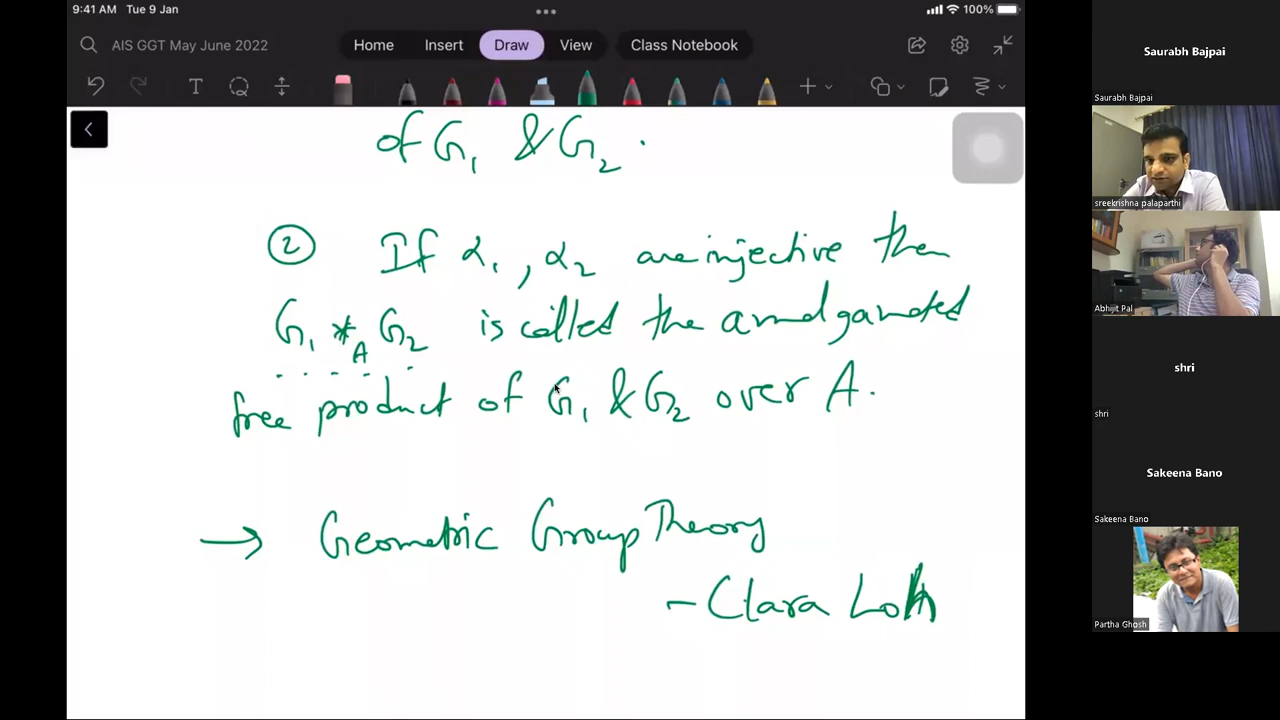 9:41 AM Tue 9 Jan
100%
AIS GGT May June 2022
Home Insert Draw View Class Notebook
of G₁ & G₂ .
② If α₁ , α₂ are injective then
G₁ *_A G₂ is called the amalgamated
free product of G₁ & G₂ over A .
→ Geometric Group Theory
– Clara Loh
Saurabh Bajpai
Saurabh Bajpai
sreekrishna palaparthi
Abhijit Pal
shri
shri
Sakeena Bano
Sakeena Bano
Partha Ghosh